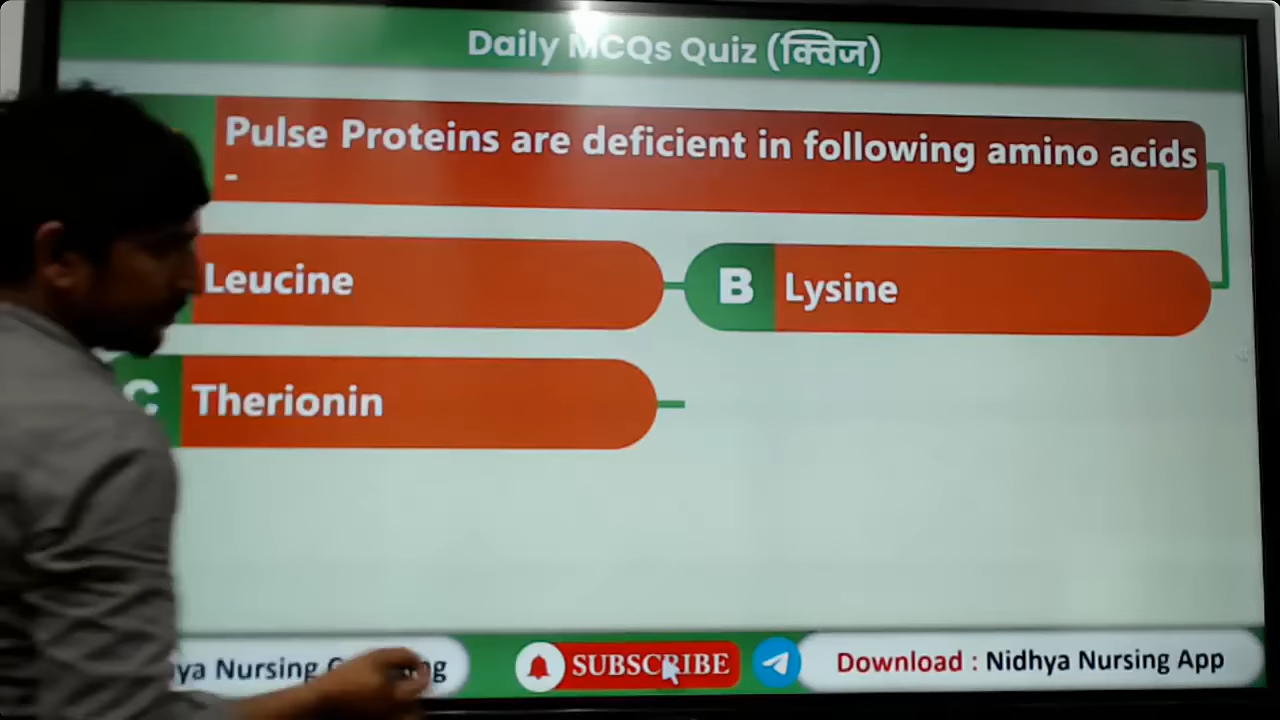 Daily MCQs Quiz (क्विज)
Pulse Proteins are deficient in following amino acids
-
Leucine
B Lysine
C Therionin
Nursing
SUBSCRIBE
Download : Nidhya Nursing App